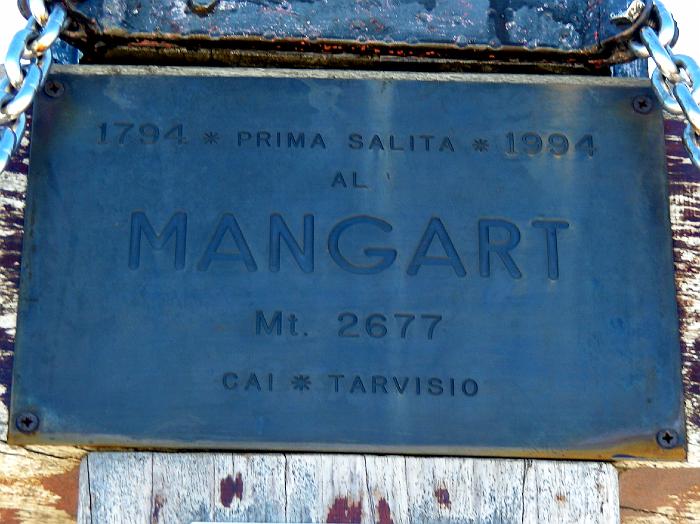 1794 * PRIMA SALITA * 1994
AL
MANGART
Mt. 2677
CAI * TARVISIO